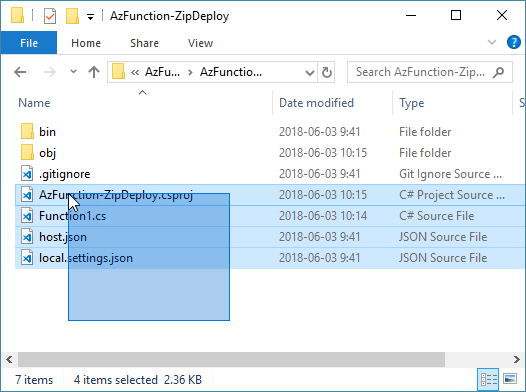 AzFunction-ZipDeploy
File Home Share View
AzFu... AzFunctio... Search AzFunction-Zip...
Name Date modified Type S
bin 2018-06-03 9:41 File folder
obj 2018-06-03 10:15 File folder
.gitignore 2018-06-03 9:41 Git Ignore Source ...
AzFunction-ZipDeploy.csproj 2018-06-03 10:15 C# Project Source ...
Function1.cs 2018-06-03 10:14 C# Source File
host.json 2018-06-03 9:41 JSON Source File
local.settings.json 2018-06-03 9:41 JSON Source File
7 items 4 items selected 2.36 KB